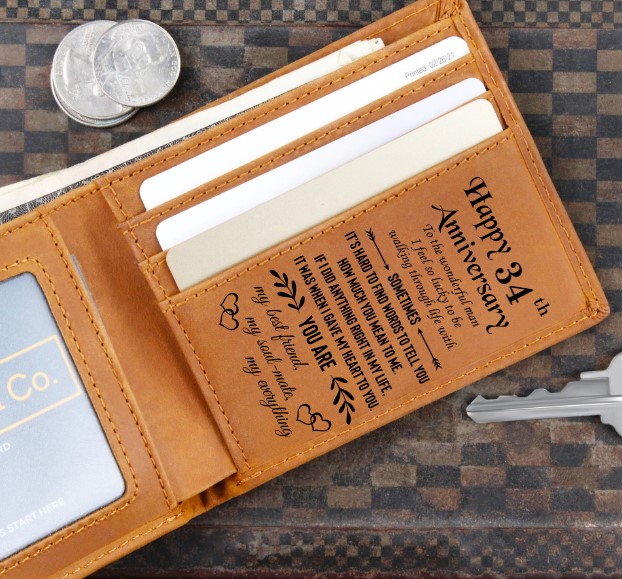 Printed: 02/26/21
Happy 34 th
Anniversary
To the wonderful man
I feel so lucky to be
walking through life with.
SOMETIMES
IT'S HARD TO FIND WORDS TO TELL YOU
HOW MUCH YOU MEAN TO ME.
IF I DID ANYTHING RIGHT IN MY LIFE,
IT WAS WHEN I GAVE MY HEART TO YOU.
YOU ARE
my best friend,
my soul-mate,
my everything
Co.
START HERE